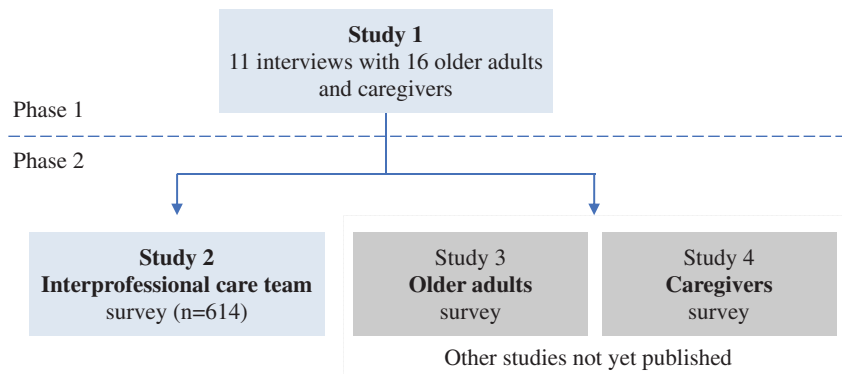 Study 1
11 interviews with 16 older adults
and caregivers
Phase 1
Phase 2
Study 2
Interprofessional care team
survey (n=614)
Study 3
Older adults
survey
Study 4
Caregivers
survey
Other studies not yet published